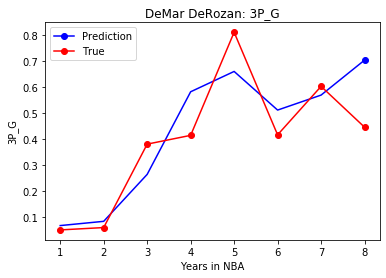 DeMar DeRozan: 3P_G
Prediction
True
0.8
0.7
0.6
0.5
0.4
0.3
0.2
0.1
3P_G
1 2 3 4 5 6 7 8
Years in NBA